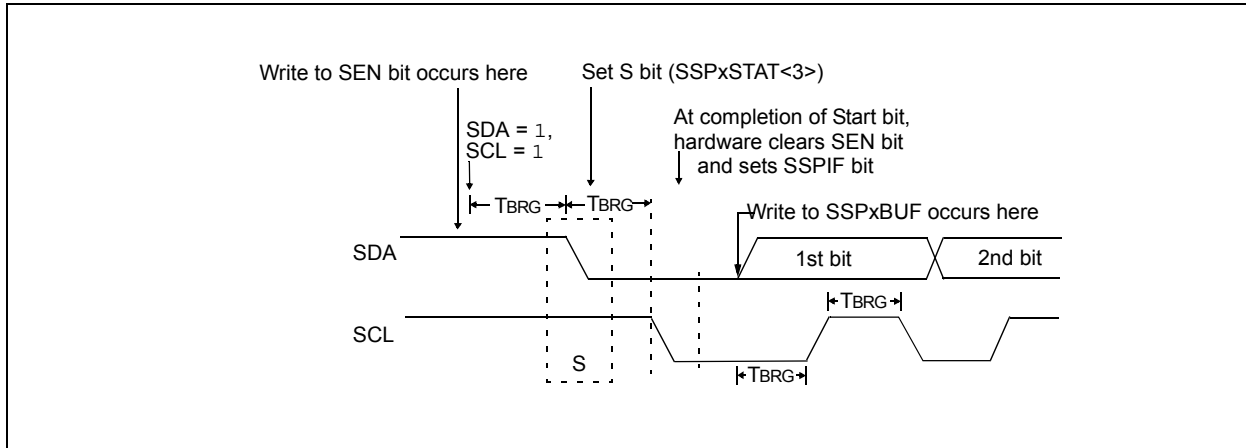 Write to SEN bit occurs here
Set S bit (SSPxSTAT<3>)
SDA = 1,
SCL = 1
At completion of Start bit,
hardware clears SEN bit
and sets SSPIF bit
TBRG
TBRG
Write to SSPxBUF occurs here
SDA
1st bit
2nd bit
TBRG
SCL
S
TBRG